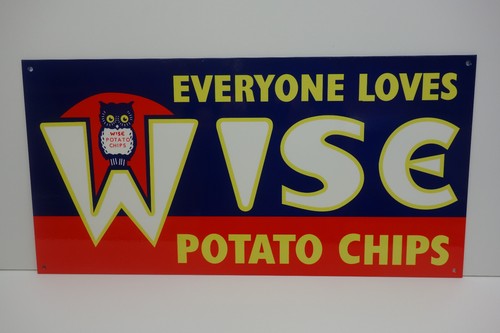 EVERYONE LOVES
WISE
POTATO CHIPS
WISE
POTATO
CHIPS